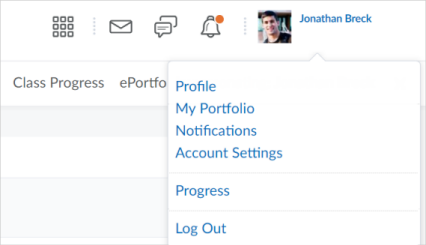 Jonathan Breck
Class Progress ePortfo
Profile
My Portfolio
Notifications
Account Settings
Progress
Log Out